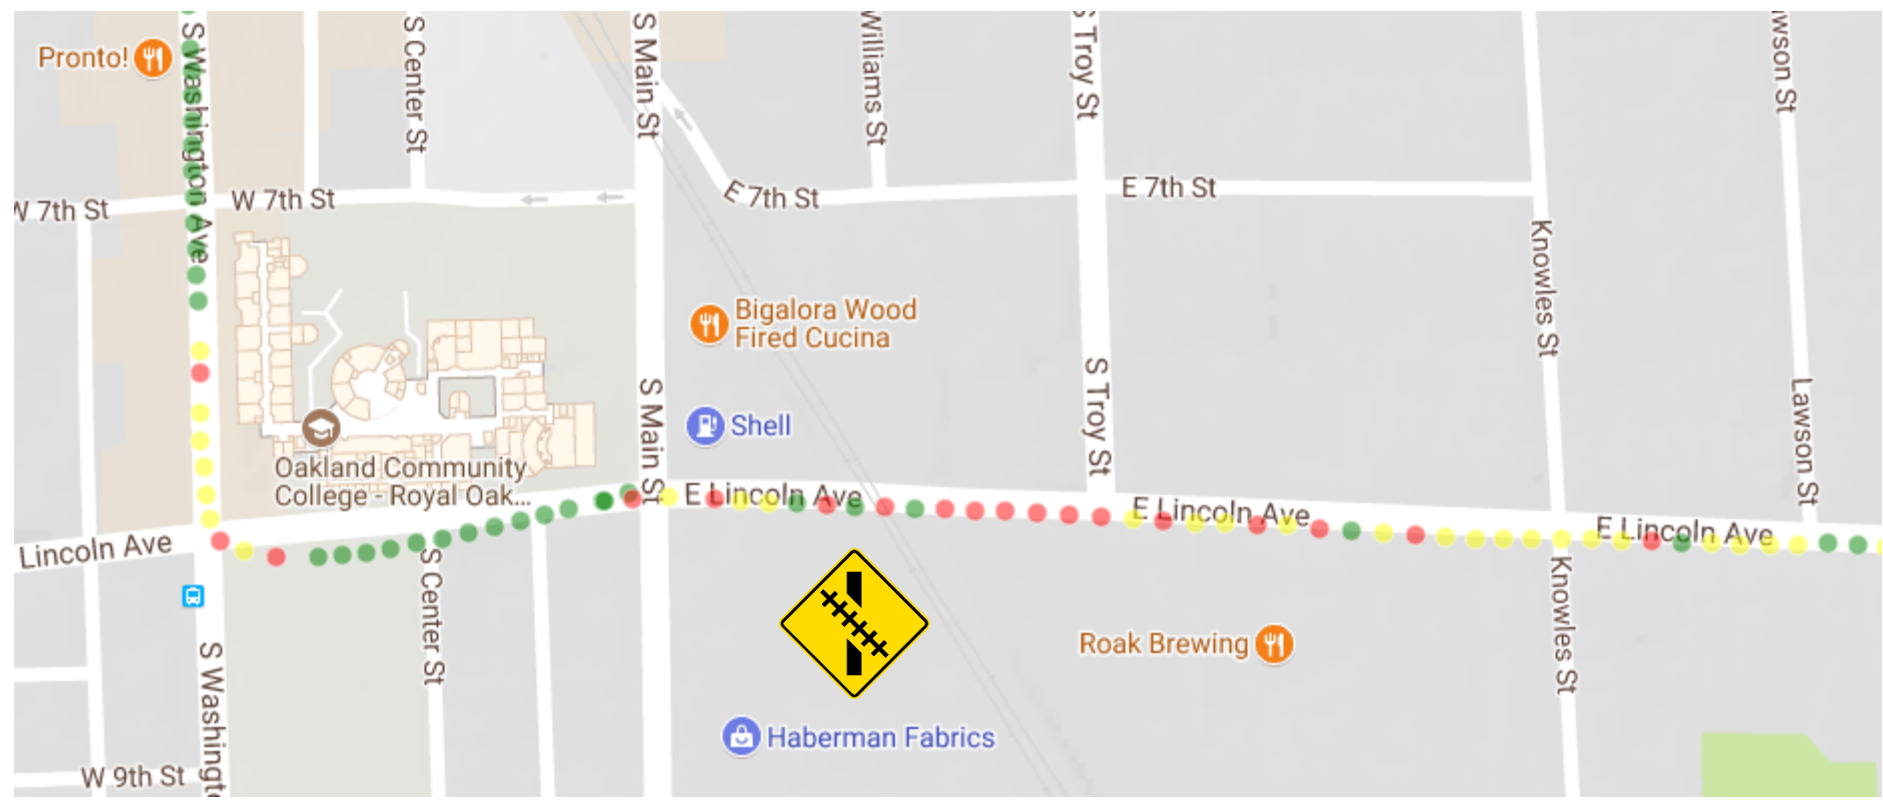 Pronto!
S Washington Ave
S Center St
S Main St
Williams St
S Troy St
wson St
W 7th St
W 7th St
E 7th St
E 7th St
Knowles St
Bigalora Wood
Fired Cucina
Shell
S Main St
S Troy St
Lawson St
Oakland Community
College - Royal Oak...
E Lincoln Ave
E Lincoln Ave
E Lincoln Ave
Lincoln Ave
S Center St
Knowles St
S Washingt
Roak Brewing
Haberman Fabrics
W 9th St